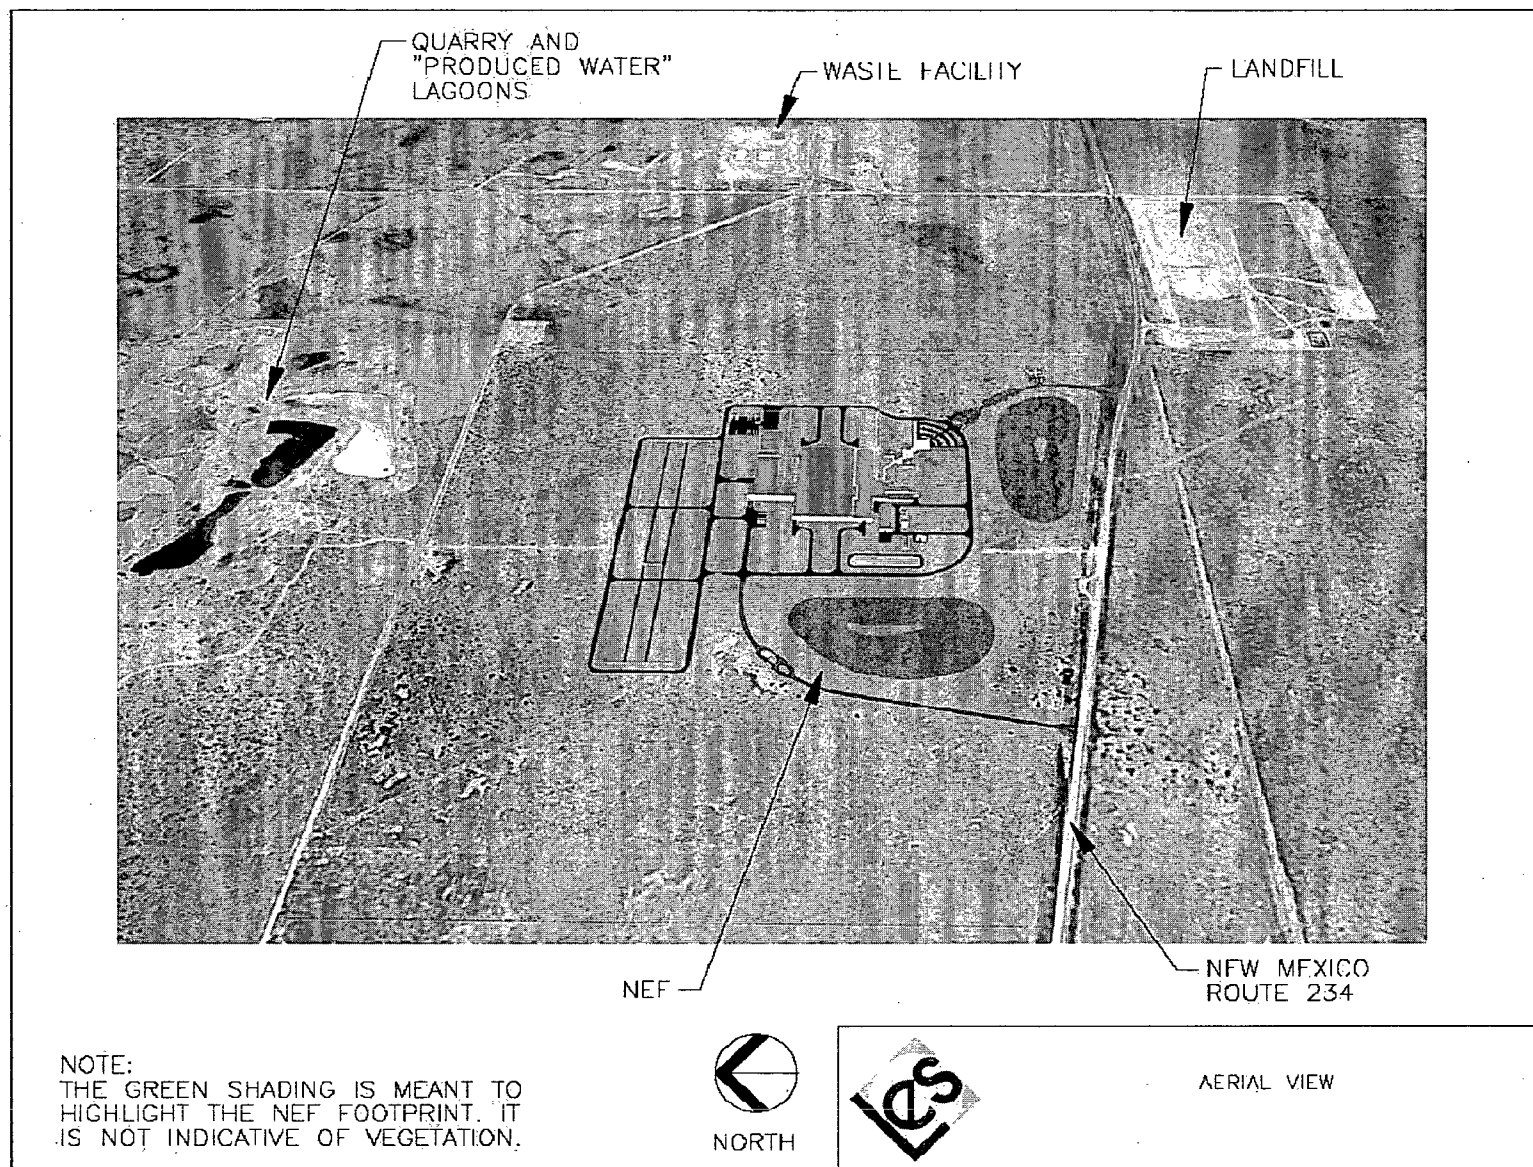 QUARRY AND
"PRODUCED WATER"
LAGOONS
WASTE FACILITY
LANDFILL
NEF
NEW MEXICO
ROUTE 234
NOTE:
THE GREEN SHADING IS MEANT TO
HIGHLIGHT THE NEF FOOTPRINT. IT
IS NOT INDICATIVE OF VEGETATION.
NORTH
LES
AERIAL VIEW